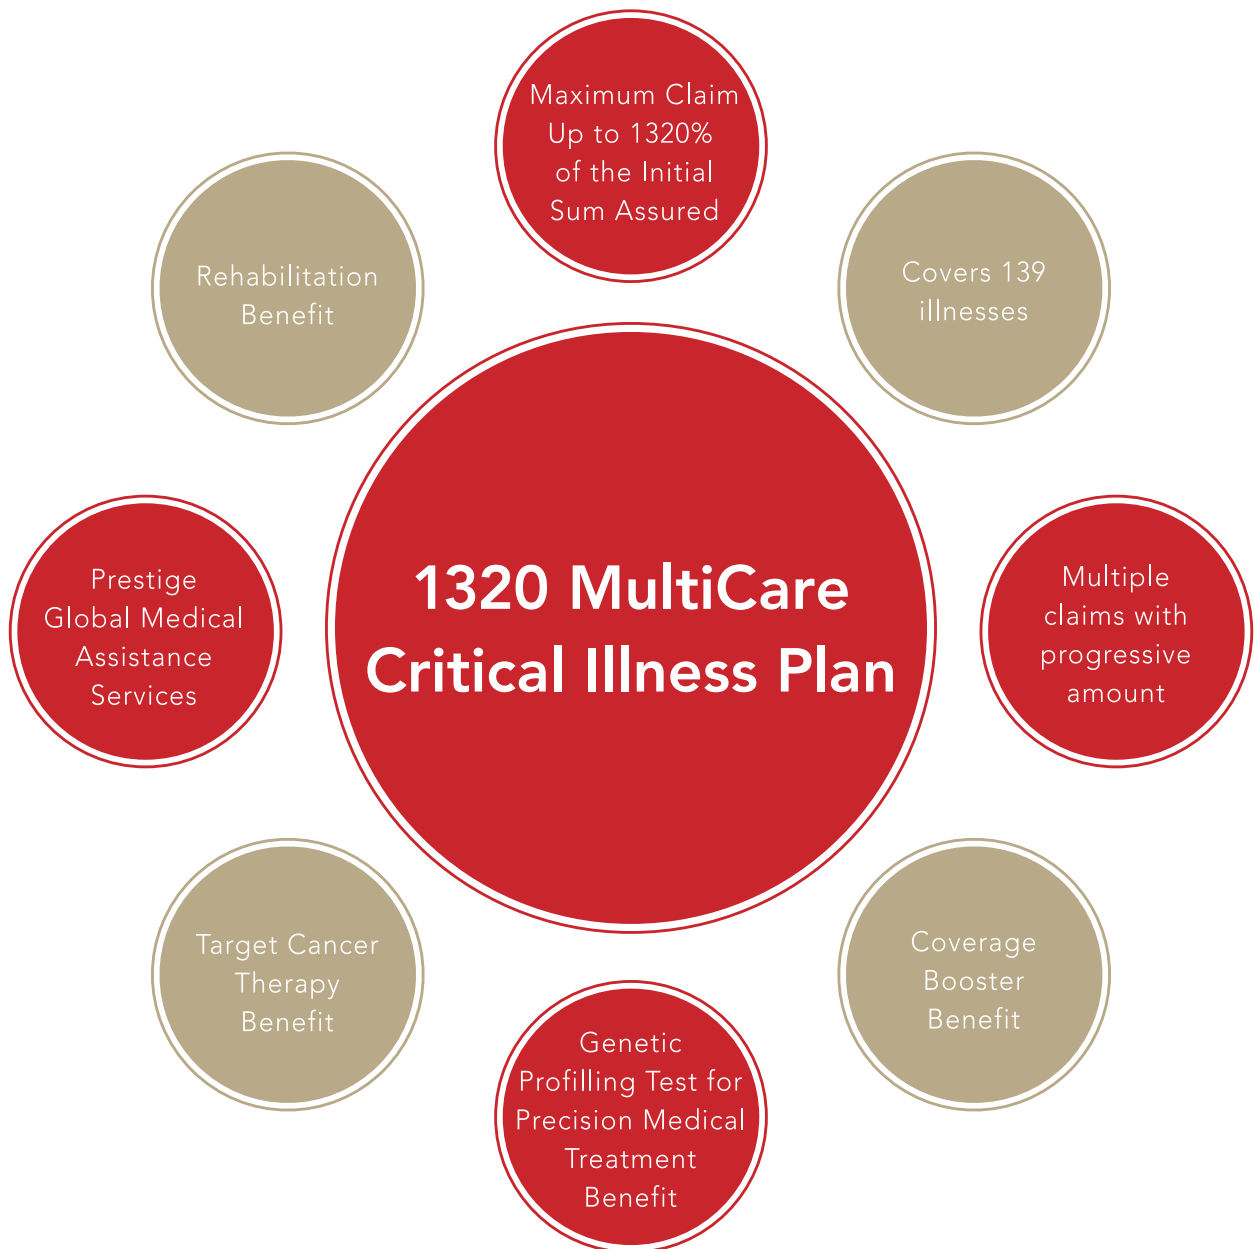 Maximum Claim
Up to 1320%
of the Initial
Sum Assured
Rehabilitation
Benefit
Covers 139
illnesses
1320 MultiCare
Critical Illness Plan
Prestige
Global Medical
Assistance
Services
Multiple
claims with
progressive
amount
Target Cancer
Therapy
Benefit
Coverage
Booster
Benefit
Genetic
Profilling Test for
Precision Medical
Treatment
Benefit